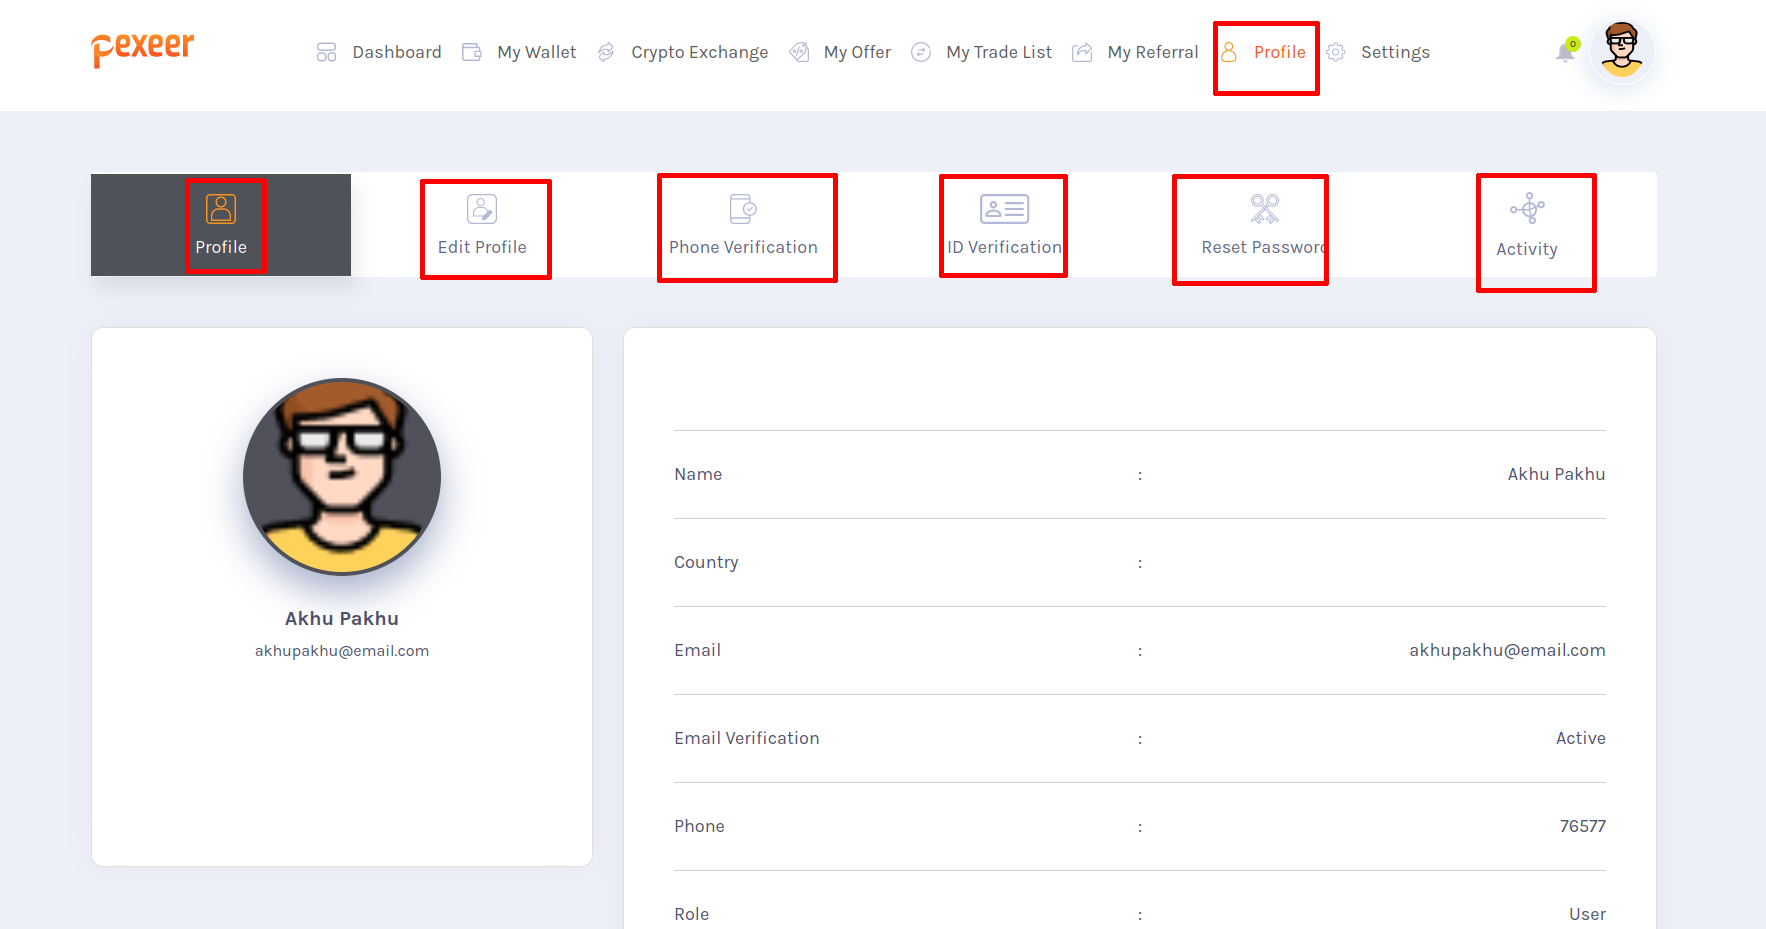 Pexeer
Dashboard My Wallet Crypto Exchange My Offer My Trade List My Referral Profile Settings 0
Profile Edit Profile Phone Verification ID Verification Reset Password Activity
Akhu Pakhu
akhupakhu@email.com
Name : Akhu Pakhu
Country :
Email : akhupakhu@email.com
Email Verification : Active
Phone : 76577
Role : User